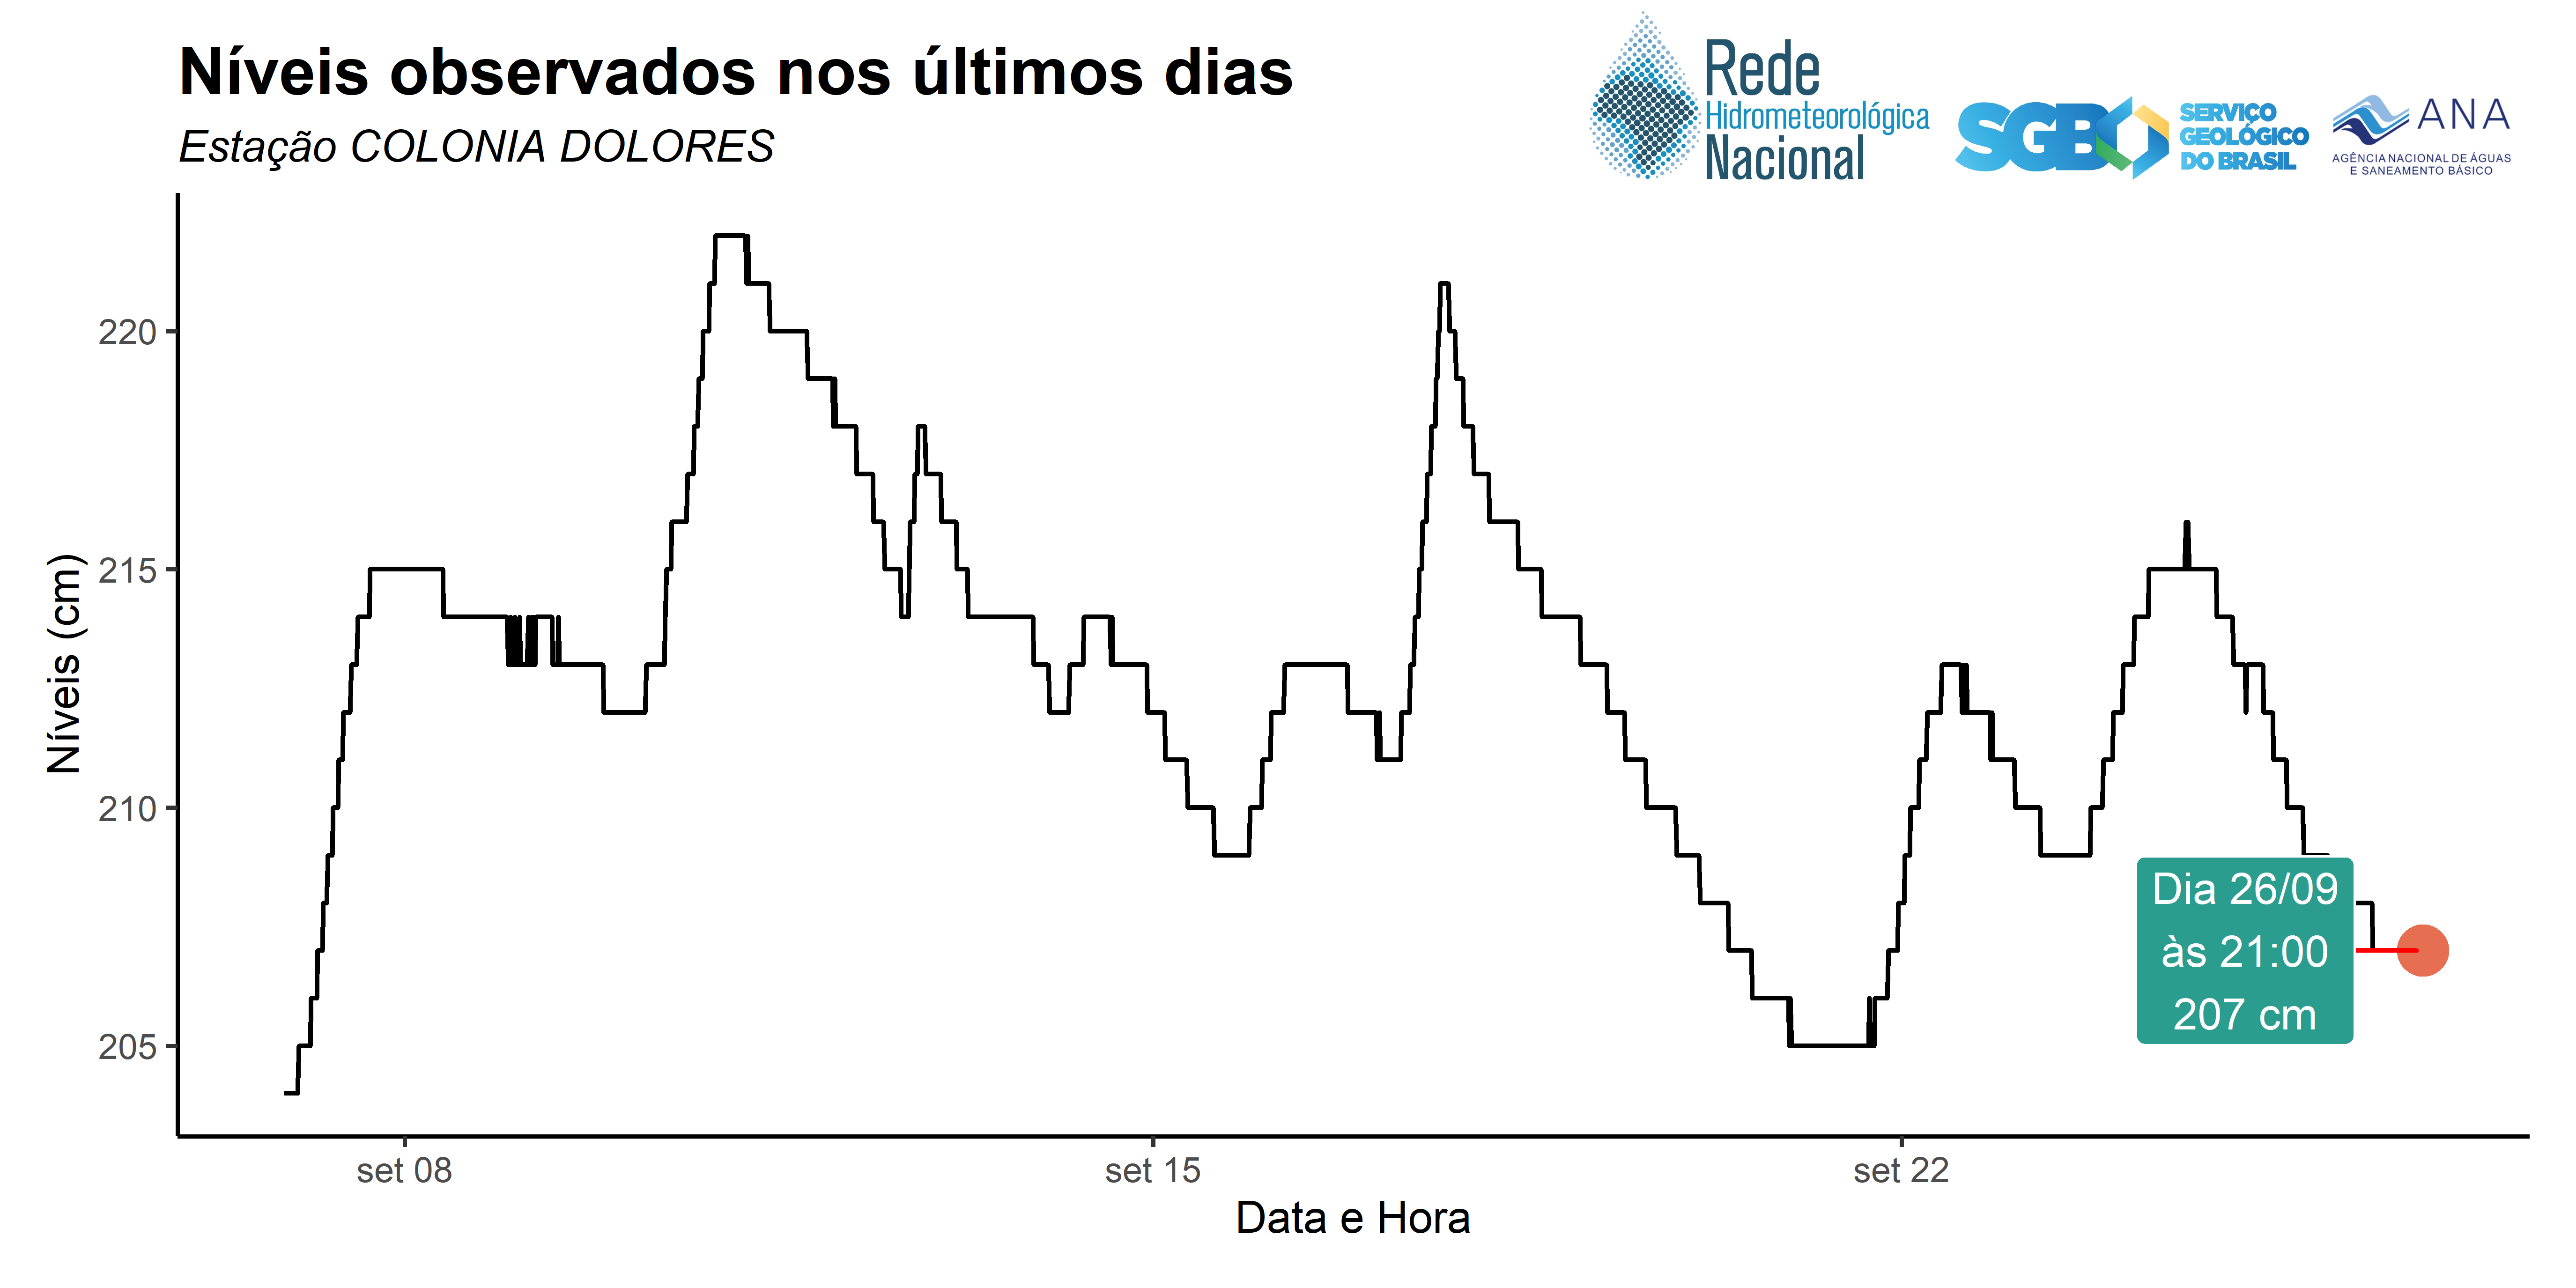 Níveis observados nos últimos dias
Estação COLONIA DOLORES
Rede
Hidrometeorológica
Nacional
SGB
SERVIÇO
GEOLÓGICO
DO BRASIL
ANA
AGÊNCIA NACIONAL DE ÁGUAS
E SANEAMENTO BÁSICO
Níveis (cm)
220
215
210
205
Dia 26/09
às 21:00
207 cm
set 08
set 15
set 22
Data e Hora